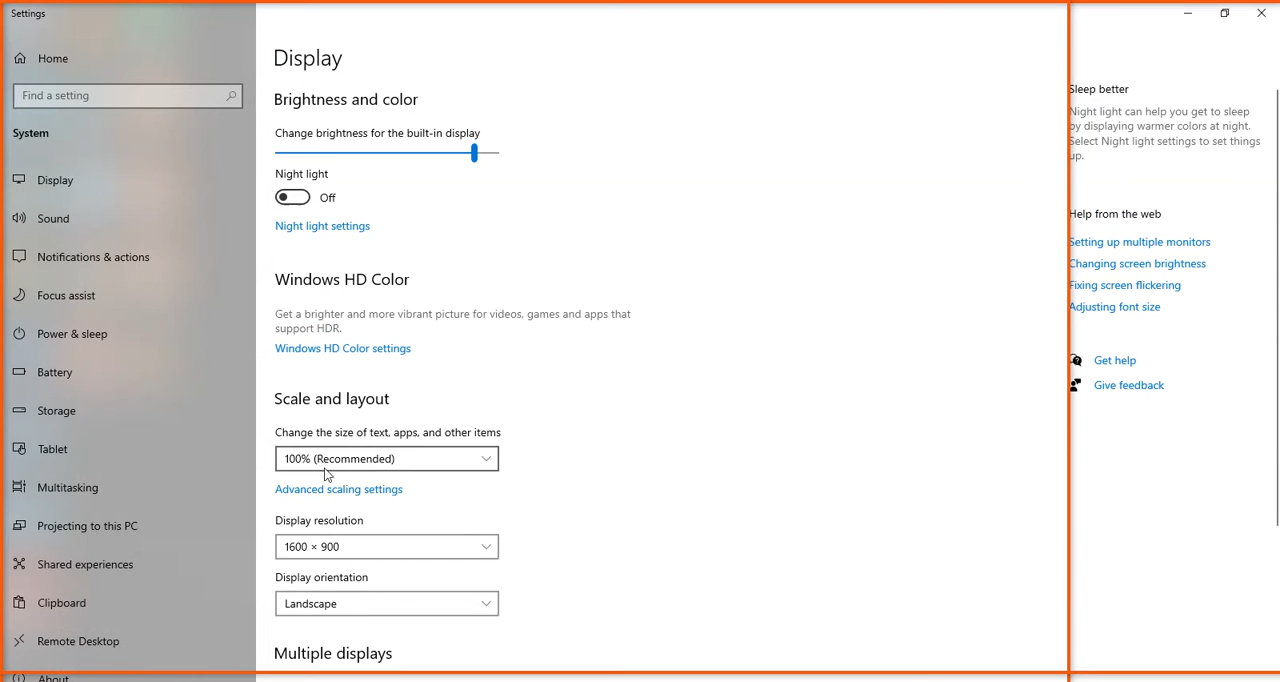 Settings
Home
Find a setting
System
Display
Sound
Notifications & actions
Focus assist
Power & sleep
Battery
Storage
Tablet
Multitasking
Projecting to this PC
Shared experiences
Clipboard
Remote Desktop
About
Display
Brightness and color
Change brightness for the built-in display
Night light
Off
Night light settings
Windows HD Color
Get a brighter and more vibrant picture for videos, games and apps that
support HDR.
Windows HD Color settings
Scale and layout
Change the size of text, apps, and other items
100% (Recommended)
Advanced scaling settings
Display resolution
1600 × 900
Display orientation
Landscape
Multiple displays
Sleep better
Night light can help you get to sleep
by displaying warmer colors at night.
Select Night light settings to set things
up.
Help from the web
Setting up multiple monitors
Changing screen brightness
Fixing screen flickering
Adjusting font size
Get help
Give feedback